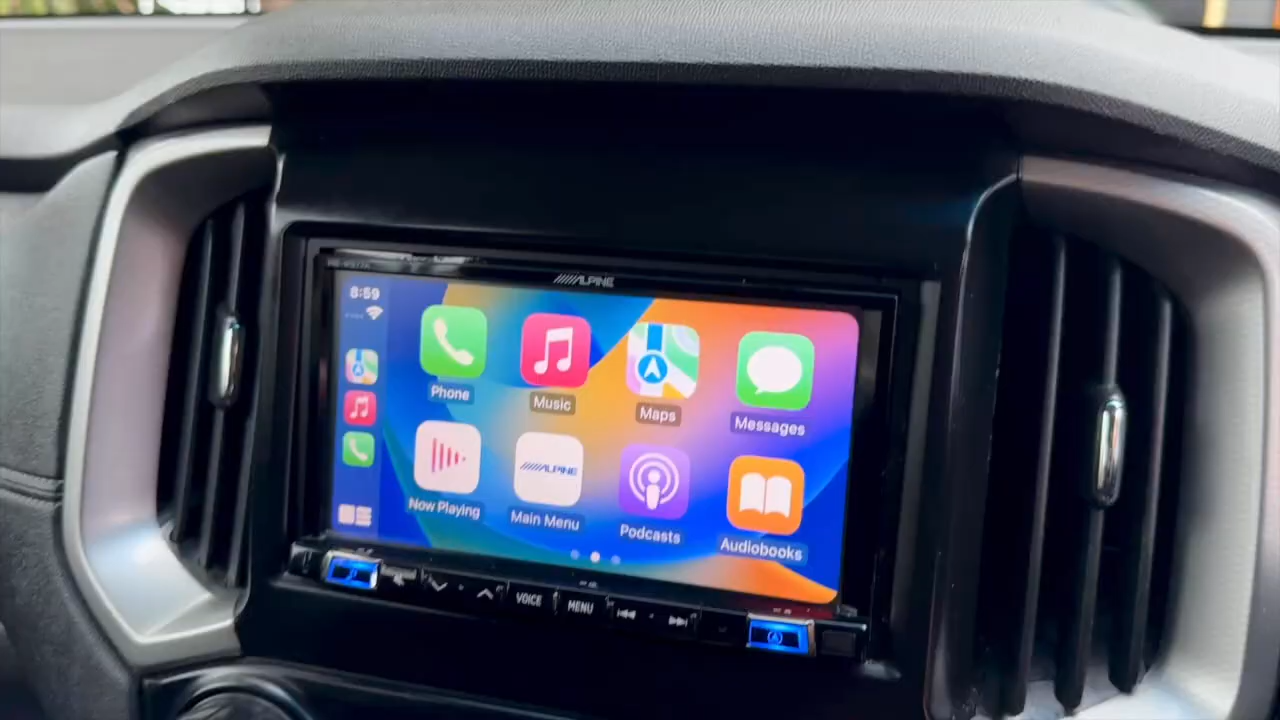 ALPINE
8:59
Phone
Music
Maps
Messages
ALPINE
Now Playing
Main Menu
Podcasts
Audiobooks
VOICE
MENU